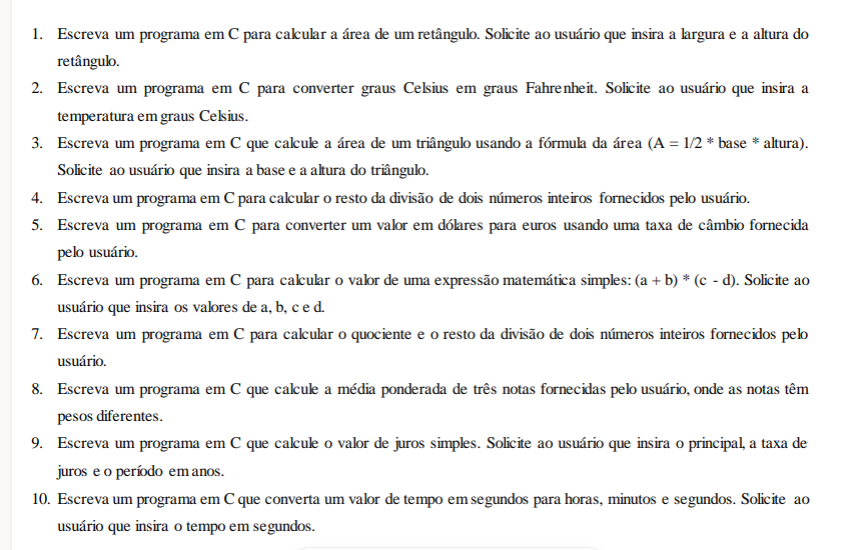 1. Escreva um programa em C para calcular a área de um retângulo. Solicite ao usuário que insira a largura e a altura do
retângulo.
2. Escreva um programa em C para converter graus Celsius em graus Fahrenheit. Solicite ao usuário que insira a
temperatura em graus Celsius.
3. Escreva um programa em C que calcule a área de um triângulo usando a fórmula da área (A = 1/2 * base * altura).
Solicite ao usuário que insira a base e a altura do triângulo.
4. Escreva um programa em C para calcular o resto da divisão de dois números inteiros fornecidos pelo usuário.
5. Escreva um programa em C para converter um valor em dólares para euros usando uma taxa de câmbio fornecida
pelo usuário.
6. Escreva um programa em C para calcular o valor de uma expressão matemática simples: (a + b) * (c - d). Solicite ao
usuário que insira os valores de a, b, c e d.
7. Escreva um programa em C para calcular o quociente e o resto da divisão de dois números inteiros fornecidos pelo
usuário.
8. Escreva um programa em C que calcule a média ponderada de três notas fornecidas pelo usuário, onde as notas têm
pesos diferentes.
9. Escreva um programa em C que calcule o valor de juros simples. Solicite ao usuário que insira o principal, a taxa de
juros e o período em anos.
10. Escreva um programa em C que converta um valor de tempo em segundos para horas, minutos e segundos. Solicite ao
usuário que insira o tempo em segundos.